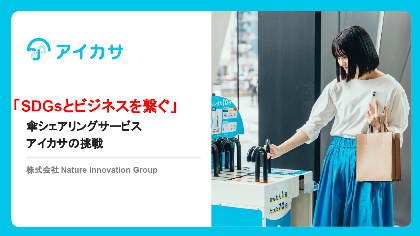 アイカサ
「SDGsとビジネスを繋ぐ」
傘シェアリングサービス
アイカサの挑戦
株式会社 Nature Innovation Group